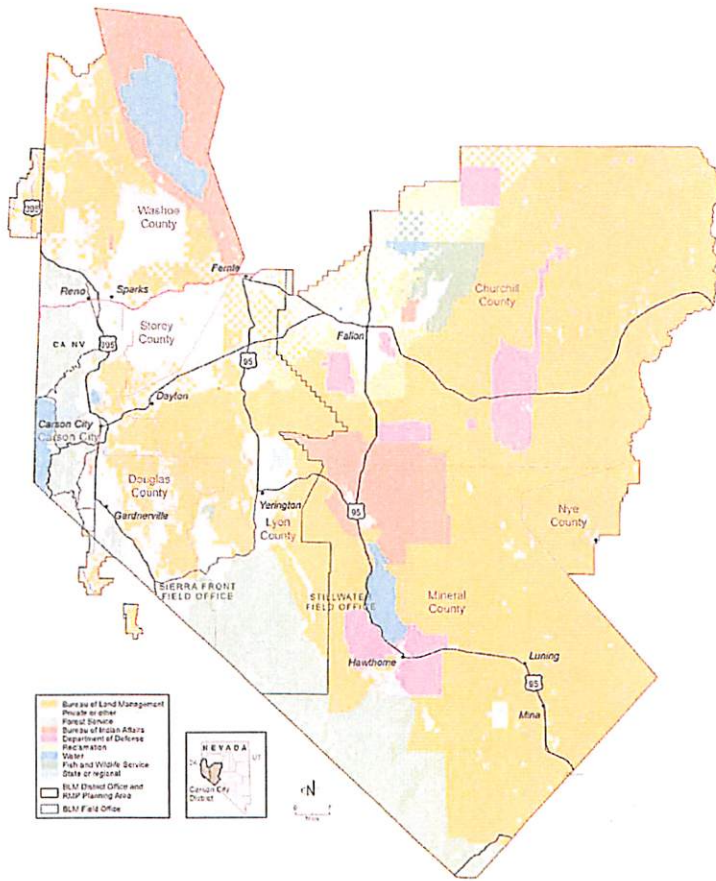 395
Washoe
County
Fernley
Reno
Sparks
Churchill
County
Storey
County
CA NV
395
95
Fallon
Dayton
Carson City
Carson City
Douglas
County
Yerington
Gardnerville
Lyon
County
95
Nye
County
SIERRA FRONT
FIELD OFFICE
STILLWATER
FIELD OFFICE
Mineral
County
Hawthorne
Luning
95
Mina
Bureau of Land Management
Private or other
Forest Service
Bureau of Indian Affairs
Department of Defense
Reclamation
Water
Fish and Wildlife Service
State or regional
BLM District Office and
RMP Planning Area
BLM Field Office
NEVADA
CA
UT
Carson City
District
N